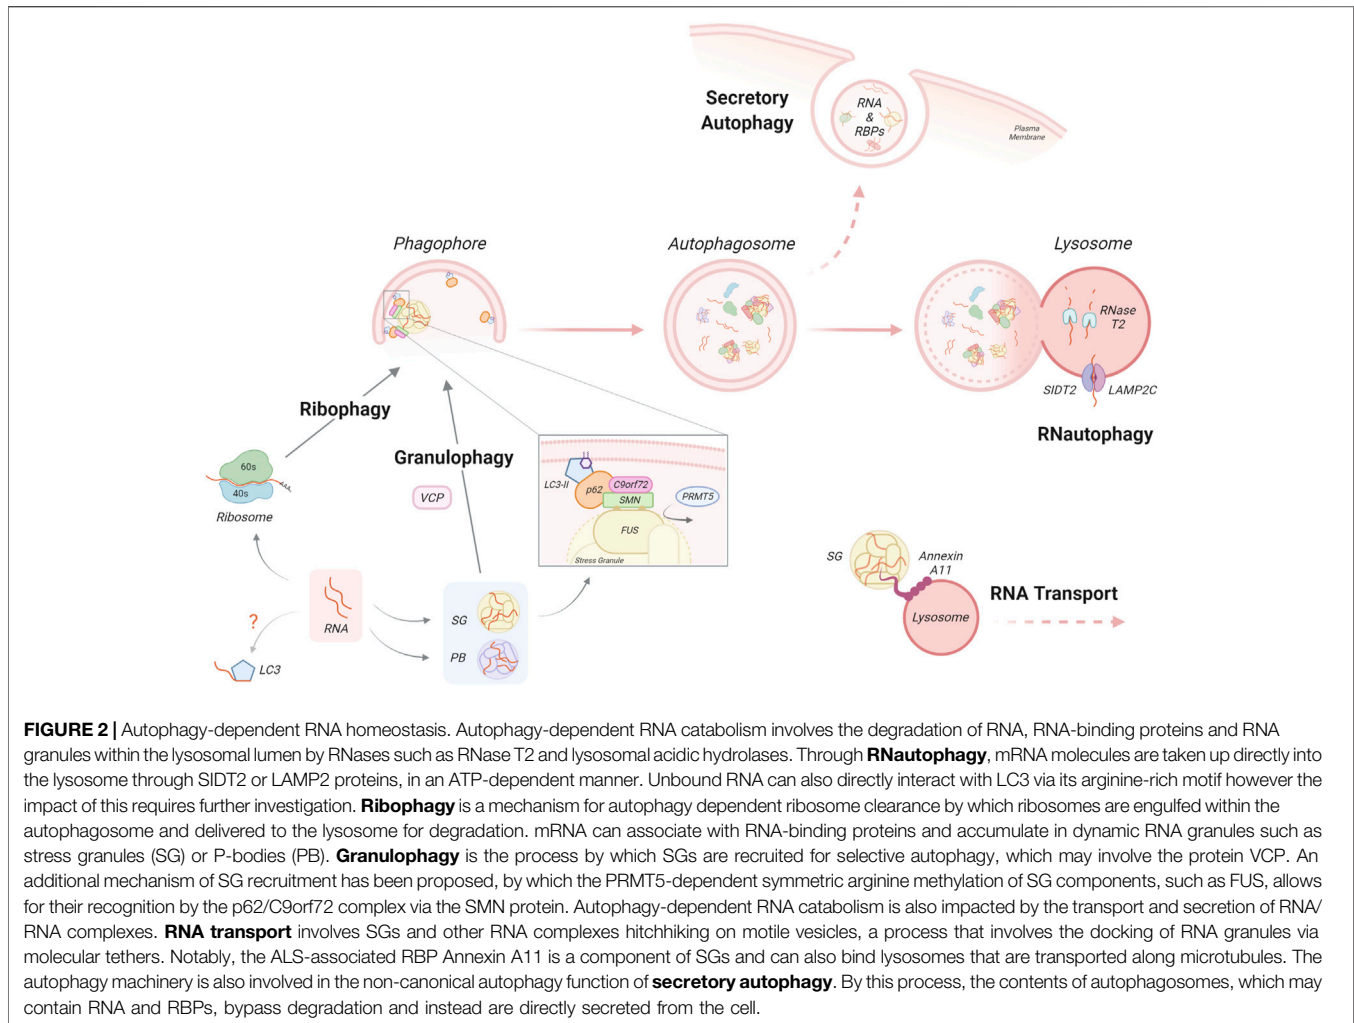 Secretory
Autophagy
RNA
&
RBPs
Plasma
Membrane
Phagophore
Autophagosome
Lysosome
RNase
T2
SIDT2
LAMP2C
RNautophagy
Ribophagy
Granulophagy
VCP
60s
40s
AAA
Ribosome
LC3-II
p62
C9orf72
SMN
PRMT5
FUS
Stress Granule
?
RNA
LC3
SG
PB
SG
Annexin
A11
Lysosome
RNA Transport
FIGURE 2 | Autophagy-dependent RNA homeostasis. Autophagy-dependent RNA catabolism involves the degradation of RNA, RNA-binding proteins and RNA
granules within the lysosomal lumen by RNases such as RNase T2 and lysosomal acidic hydrolases. Through RNautophagy, mRNA molecules are taken up directly into
the lysosome through SIDT2 or LAMP2 proteins, in an ATP-dependent manner. Unbound RNA can also directly interact with LC3 via its arginine-rich motif however the
impact of this requires further investigation. Ribophagy is a mechanism for autophagy dependent ribosome clearance by which ribosomes are engulfed within the
autophagosome and delivered to the lysosome for degradation. mRNA can associate with RNA-binding proteins and accumulate in dynamic RNA granules such as
stress granules (SG) or P-bodies (PB). Granulophagy is the process by which SGs are recruited for selective autophagy, which may involve the protein VCP. An
additional mechanism of SG recruitment has been proposed, by which the PRMT5-dependent symmetric arginine methylation of SG components, such as FUS, allows
for their recognition by the p62/C9orf72 complex via the SMN protein. Autophagy-dependent RNA catabolism is also impacted by the transport and secretion of RNA/
RNA complexes. RNA transport involves SGs and other RNA complexes hitchhiking on motile vesicles, a process that involves the docking of RNA granules via
molecular tethers. Notably, the ALS-associated RBP Annexin A11 is a component of SGs and can also bind lysosomes that are transported along microtubules. The
autophagy machinery is also involved in the non-canonical autophagy function of secretory autophagy. By this process, the contents of autophagosomes, which may
contain RNA and RBPs, bypass degradation and instead are directly secreted from the cell.